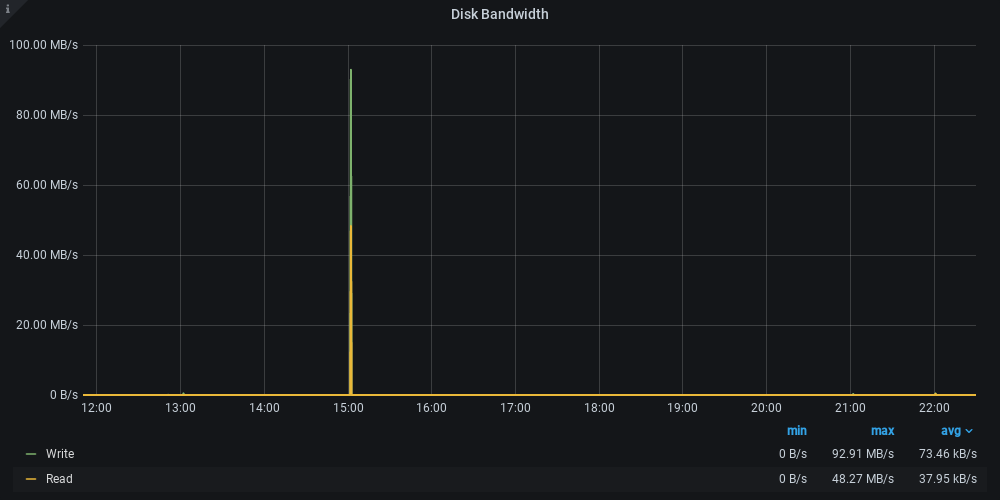 i
Disk Bandwidth
100.00 MB/s
80.00 MB/s
60.00 MB/s
40.00 MB/s
20.00 MB/s
0 B/s
12:00 13:00 14:00 15:00 16:00 17:00 18:00 19:00 20:00 21:00 22:00
min max avg
Write 0 B/s 92.91 MB/s 73.46 kB/s
Read 0 B/s 48.27 MB/s 37.95 kB/s